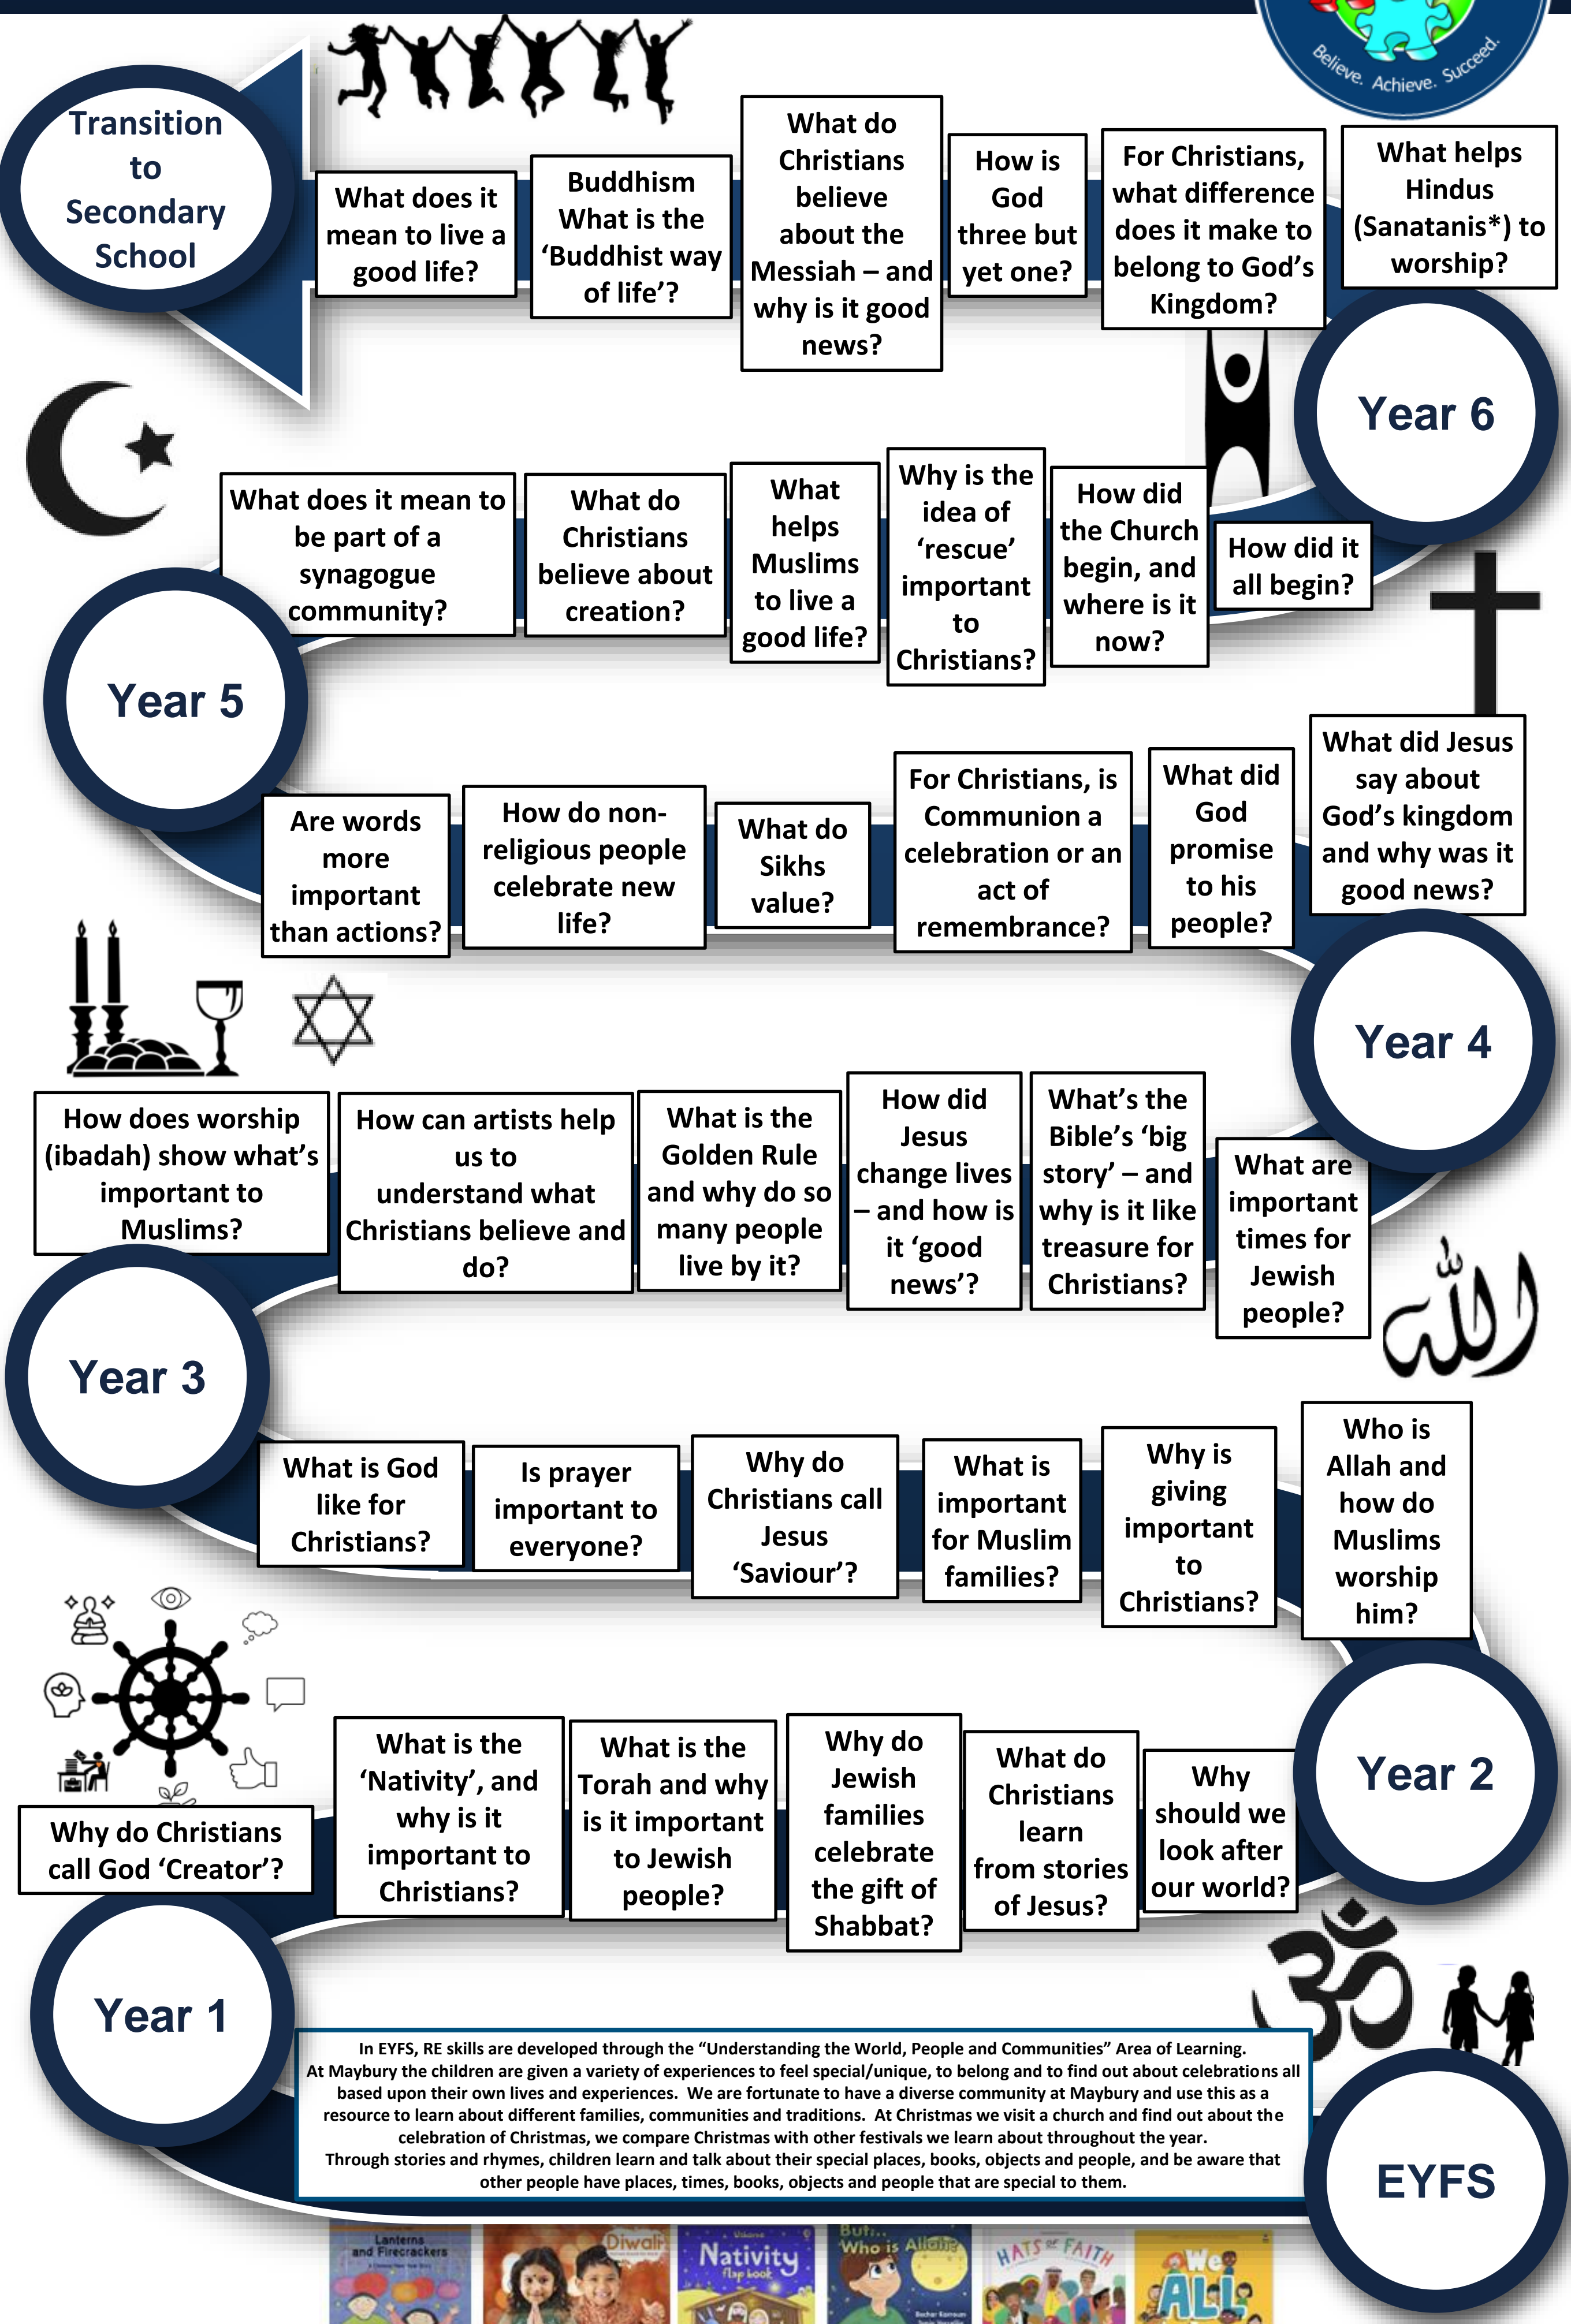 Believe. Achieve. Succeed.
Transition
to
Secondary
School
What does it
mean to live a
good life?
Buddhism
What is the
‘Buddhist way
of life’?
What do
Christians
believe
about the
Messiah – and
why is it good
news?
How is
God
three but
yet one?
For Christians,
what difference
does it make to
belong to God’s
Kingdom?
What helps
Hindus
(Sanatanis*) to
worship?
Year 6
What does it mean to
be part of a
synagogue
community?
What do
Christians
believe about
creation?
What
helps
Muslims
to live a
good life?
Why is the
idea of
‘rescue’
important
to
Christians?
How did
the Church
begin, and
where is it
now?
How did it
all begin?
Year 5
Are words
more
important
than actions?
How do non-
religious people
celebrate new
life?
What do
Sikhs
value?
For Christians, is
Communion a
celebration or an
act of
remembrance?
What did
God
promise
to his
people?
What did Jesus
say about
God’s kingdom
and why was it
good news?
Year 4
How does worship
(ibadah) show what’s
important to
Muslims?
How can artists help
us to
understand what
Christians believe and
do?
What is the
Golden Rule
and why do so
many people
live by it?
How did
Jesus
change lives
– and how is
it ‘good
news’?
What’s the
Bible’s ‘big
story’ – and
why is it like
treasure for
Christians?
What are
important
times for
Jewish
people?
الله
Year 3
What is God
like for
Christians?
Is prayer
important to
everyone?
Why do
Christians call
Jesus
‘Saviour’?
What is
important
for Muslim
families?
Why is
giving
important
to
Christians?
Who is
Allah and
how do
Muslims
worship
him?
Year 2
Why do Christians
call God ‘Creator’?
What is the
‘Nativity’, and
why is it
important to
Christians?
What is the
Torah and why
is it important
to Jewish
people?
Why do
Jewish
families
celebrate
the gift of
Shabbat?
What do
Christians
learn
from stories
of Jesus?
Why
should we
look after
our world?
ॐ
Year 1
In EYFS, RE skills are developed through the “Understanding the World, People and Communities” Area of Learning.
At Maybury the children are given a variety of experiences to feel special/unique, to belong and to find out about celebrations all
based upon their own lives and experiences. We are fortunate to have a diverse community at Maybury and use this as a
resource to learn about different families, communities and traditions. At Christmas we visit a church and find out about the
celebration of Christmas, we compare Christmas with other festivals we learn about throughout the year.
Through stories and rhymes, children learn and talk about their special places, books, objects and people, and be aware that
other people have places, times, books, objects and people that are special to them.
EYFS
Lanterns
and Firecrackers
A Chinese New Year Story
Diwali
Usborne
Nativity
flap book
But...
Who is Allah?
HATS OF FAITH
We
ALL